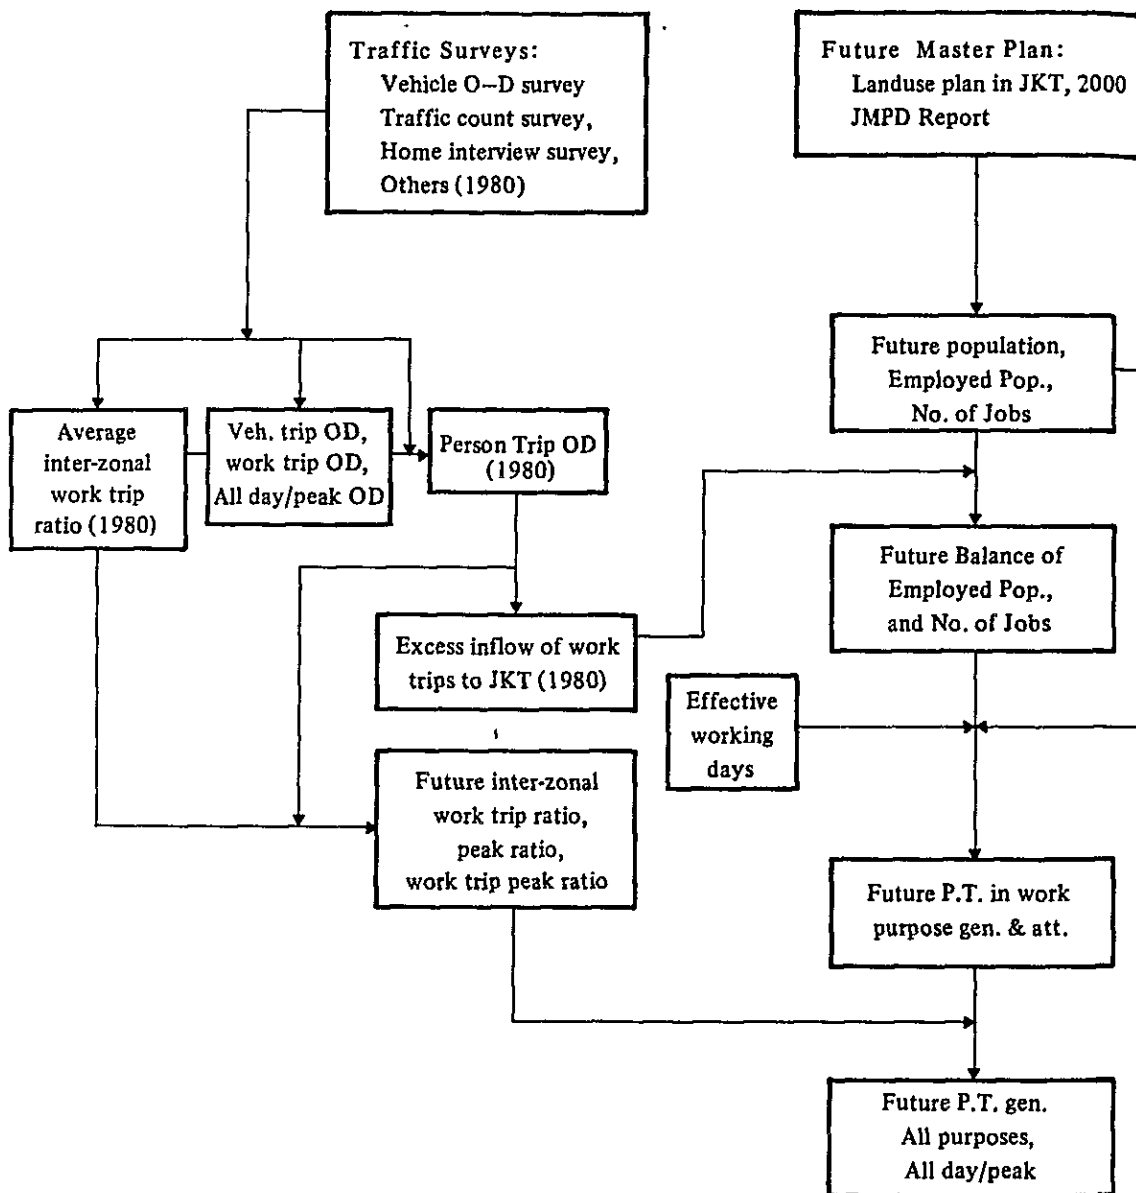 Traffic Surveys:
Vehicle O–D survey
Traffic count survey,
Home interview survey,
Others (1980)
Future Master Plan:
Landuse plan in JKT, 2000
JMPD Report
Future population,
Employed Pop.,
No. of Jobs
Average
inter-zonal
work trip
ratio (1980)
Veh. trip OD,
work trip OD,
All day/peak OD
Person Trip OD
(1980)
Future Balance of
Employed Pop.,
and No. of Jobs
Excess inflow of work
trips to JKT (1980)
Effective
working
days
Future inter-zonal
work trip ratio,
peak ratio,
work trip peak ratio
Future P.T. in work
purpose gen. & att.
Future P.T. gen.
All purposes,
All day/peak